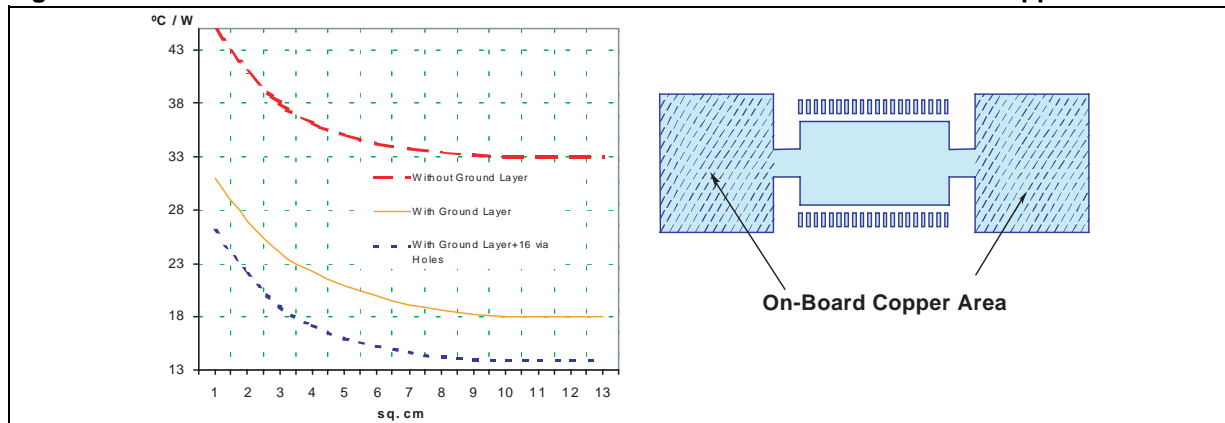 ºC / W
43
38
33
28
23
18
13
Without Ground Layer
With Ground Layer
With Ground Layer+16 via
Holes
1 2 3 4 5 6 7 8 9 10 11 12 13
sq. cm
On-Board Copper Area